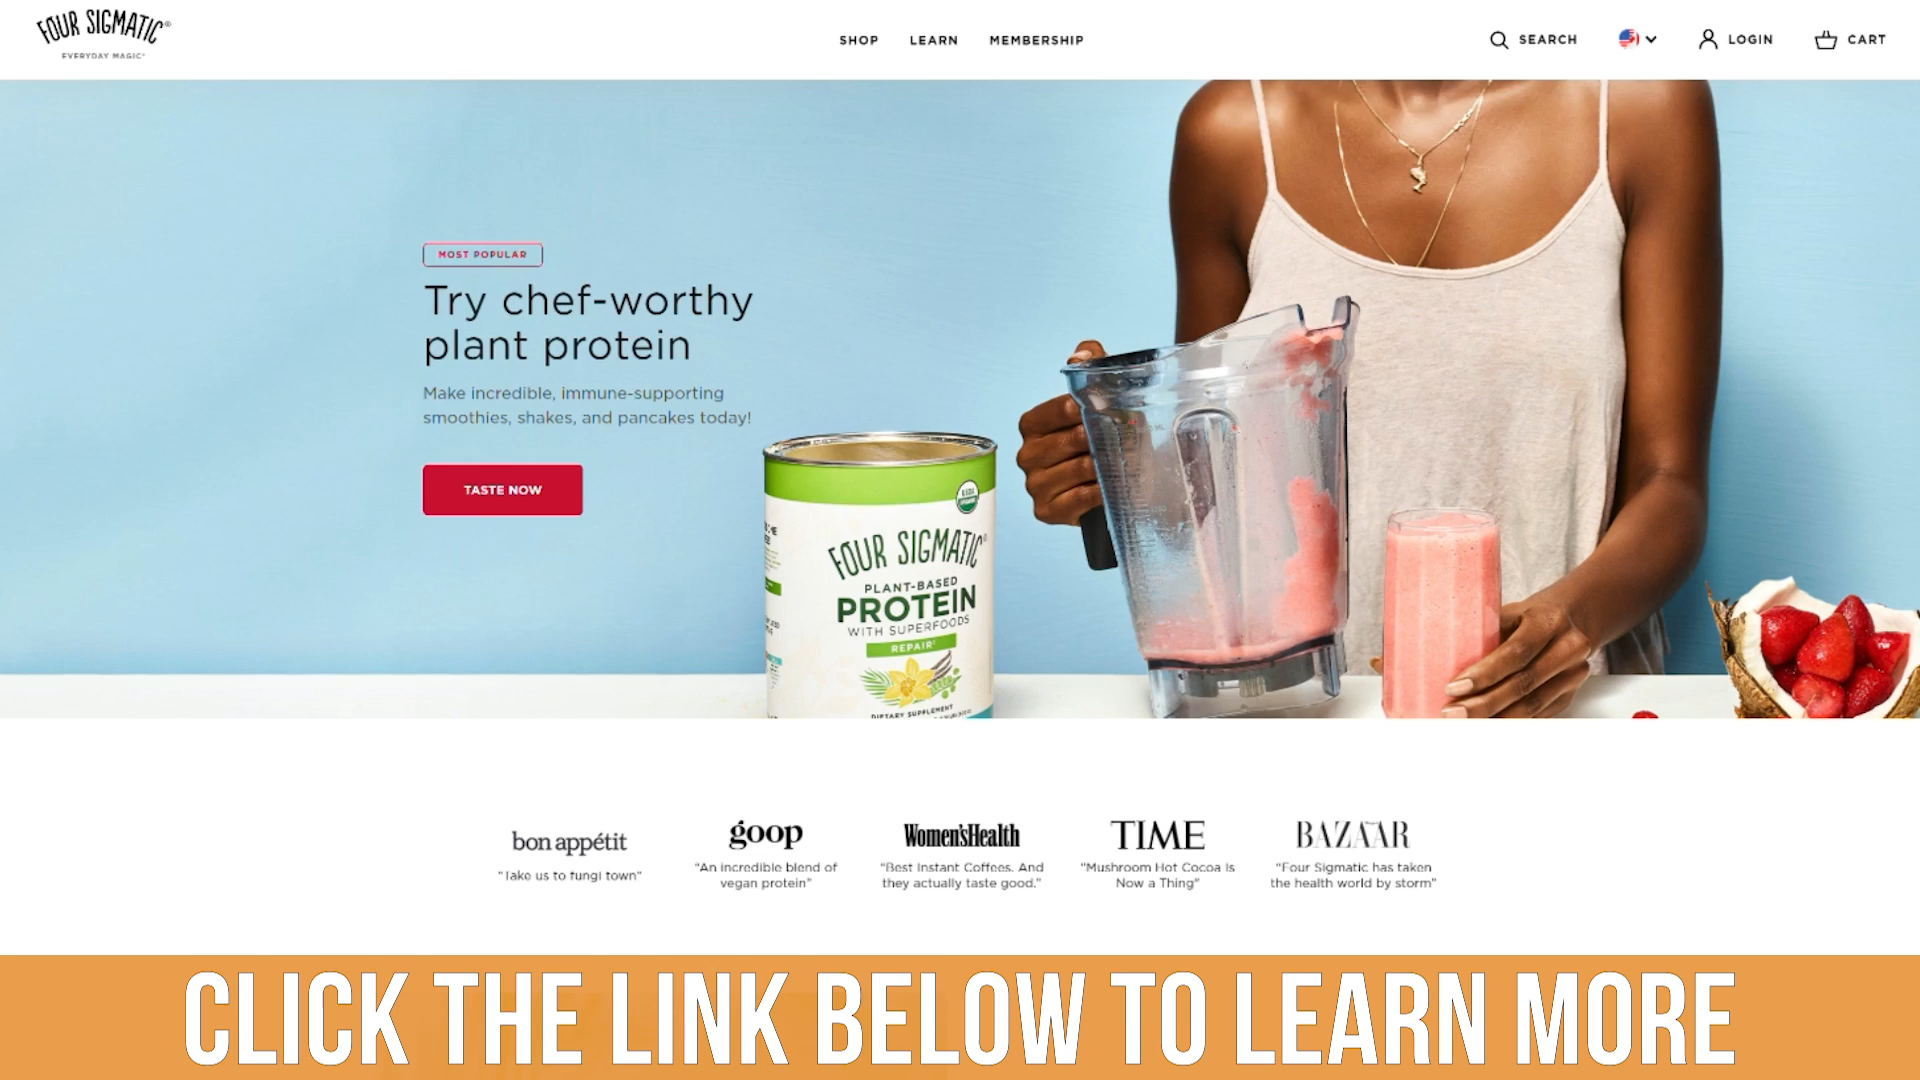 FOUR SIGMATIC®
EVERYDAY MAGIC®
SHOP
LEARN
MEMBERSHIP
SEARCH
LOGIN
CART
MOST POPULAR
Try chef-worthy
plant protein
Make incredible, immune-supporting
smoothies, shakes, and pancakes today!
TASTE NOW
USDA
ORGANIC
FOUR SIGMATIC®
PLANT-BASED
PROTEIN
WITH SUPERFOODS
REPAIR
DIETARY SUPPLEMENT
bon appétit
"Take us to fungi town"
goop
"An incredible blend of
vegan protein"
Women'sHealth
"Best Instant Coffees. And
they actually taste good."
TIME
"Mushroom Hot Cocoa Is
Now a Thing"
BAZAAR
"Four Sigmatic has taken
the health world by storm"
CLICK THE LINK BELOW TO LEARN MORE